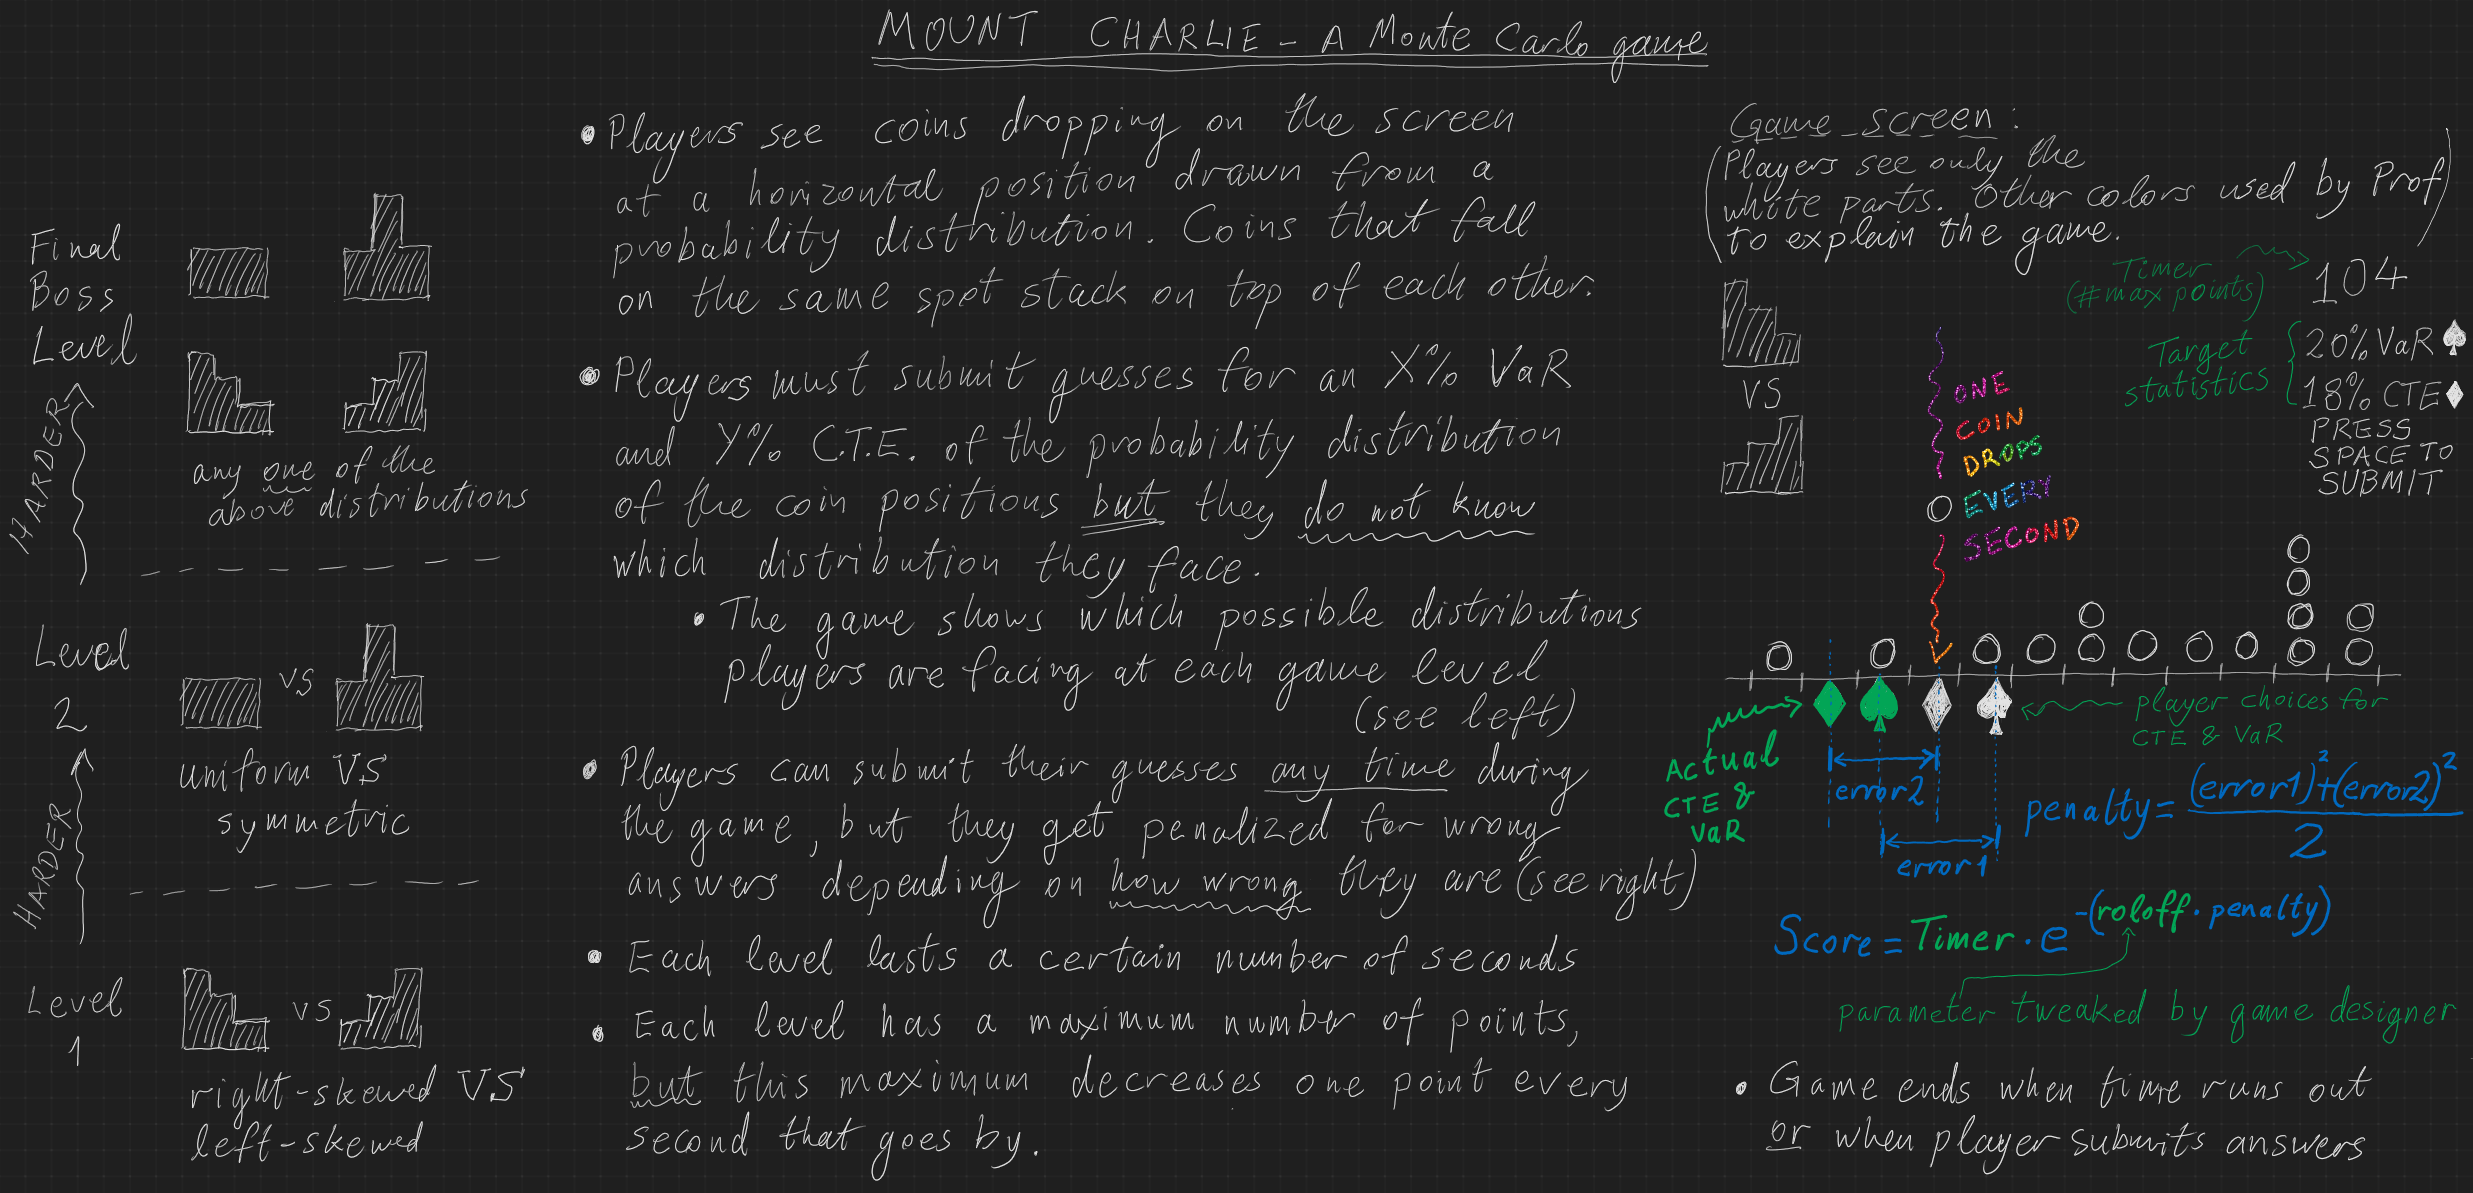 MOUNT CHARLIE - A Monte Carlo game
Final
Boss
Level
any one of the
above distributions
HARDER
Level
2
VS
uniform VS
symmetric
HARDER
Level
1
VS
right-skewed VS
left-skewed
• Players see coins dropping on the screen
at a horizontal position drawn from a
probability distribution. Coins that fall
on the same spot stack on top of each other.
• Players must submit guesses for an X% VaR
and Y% C.T.E. of the probability distribution
of the coin positions but they do not know
which distribution they face.
• The game shows which possible distributions
players are facing at each game level
(see left)
• Players can submit their guesses any time during
the game, but they get penalized for wrong
answers depending on how wrong they are (see right)
• Each level lasts a certain number of seconds
• Each level has a maximum number of points,
but this maximum decreases one point every
second that goes by.
Game screen:
(Players see only the
white parts. Other colors used by Prof
to explain the game.)
Timer
(#max points)
104
Target
statistics
20% VaR ♠
18% CTE ♦
PRESS
SPACE TO
SUBMIT
VS
ONE
COIN
DROPS
EVERY
SECOND
Actual
CTE &
VaR
player choices for
CTE & VaR
error2
error1
penalty = (error1)²+(error2)²
2
Score = Timer · e^-(roloff · penalty)
parameter tweaked by game designer
• Game ends when time runs out
or when player submits answers